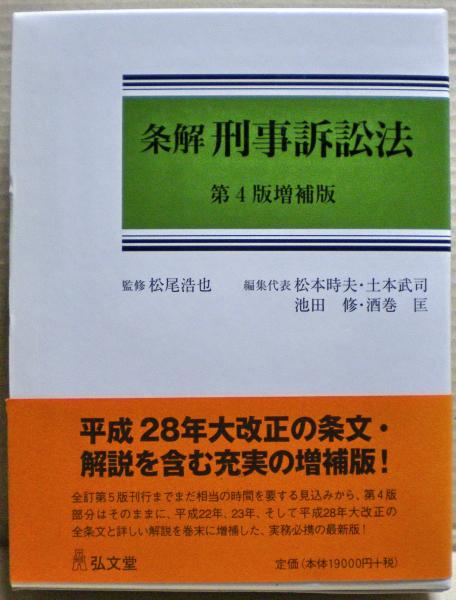 条解 刑事訴訟法
第4版増補版
監修 松尾浩也　編集代表 松本時夫・土本武司
池田　修・酒巻　匡
平成28年大改正の条文・
解説を含む充実の増補版!
全訂第5版刊行までまだ相当の時間を要する見込みから、第4版
部分はそのままに、平成22年、23年、そして平成28年大改正の
全条文と詳しい解説を巻末に増補した、実務必携の最新版!
弘文堂　定価(本体19000円+税)